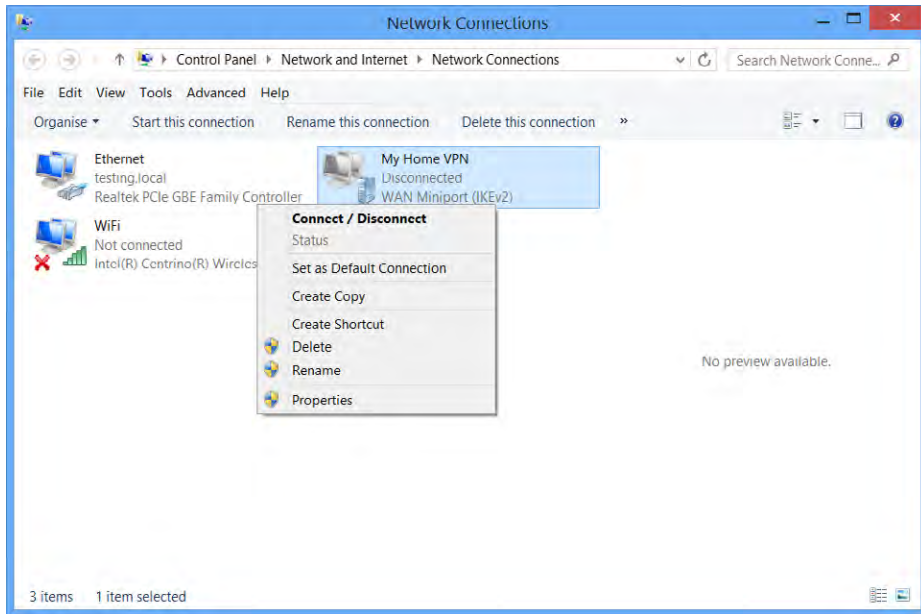 Network Connections
Control Panel Network and Internet Network Connections
Search Network Conne...
File Edit View Tools Advanced Help
Organise Start this connection Rename this connection Delete this connection »
Ethernet
testing.local
Realtek PCIe GBE Family Controller
My Home VPN
Disconnected
WAN Miniport (IKEv2)
WiFi
Not connected
Intel(R) Centrino(R) Wireles
Connect / Disconnect
Status
Set as Default Connection
Create Copy
Create Shortcut
Delete
Rename
Properties
No preview available.
3 items 1 item selected